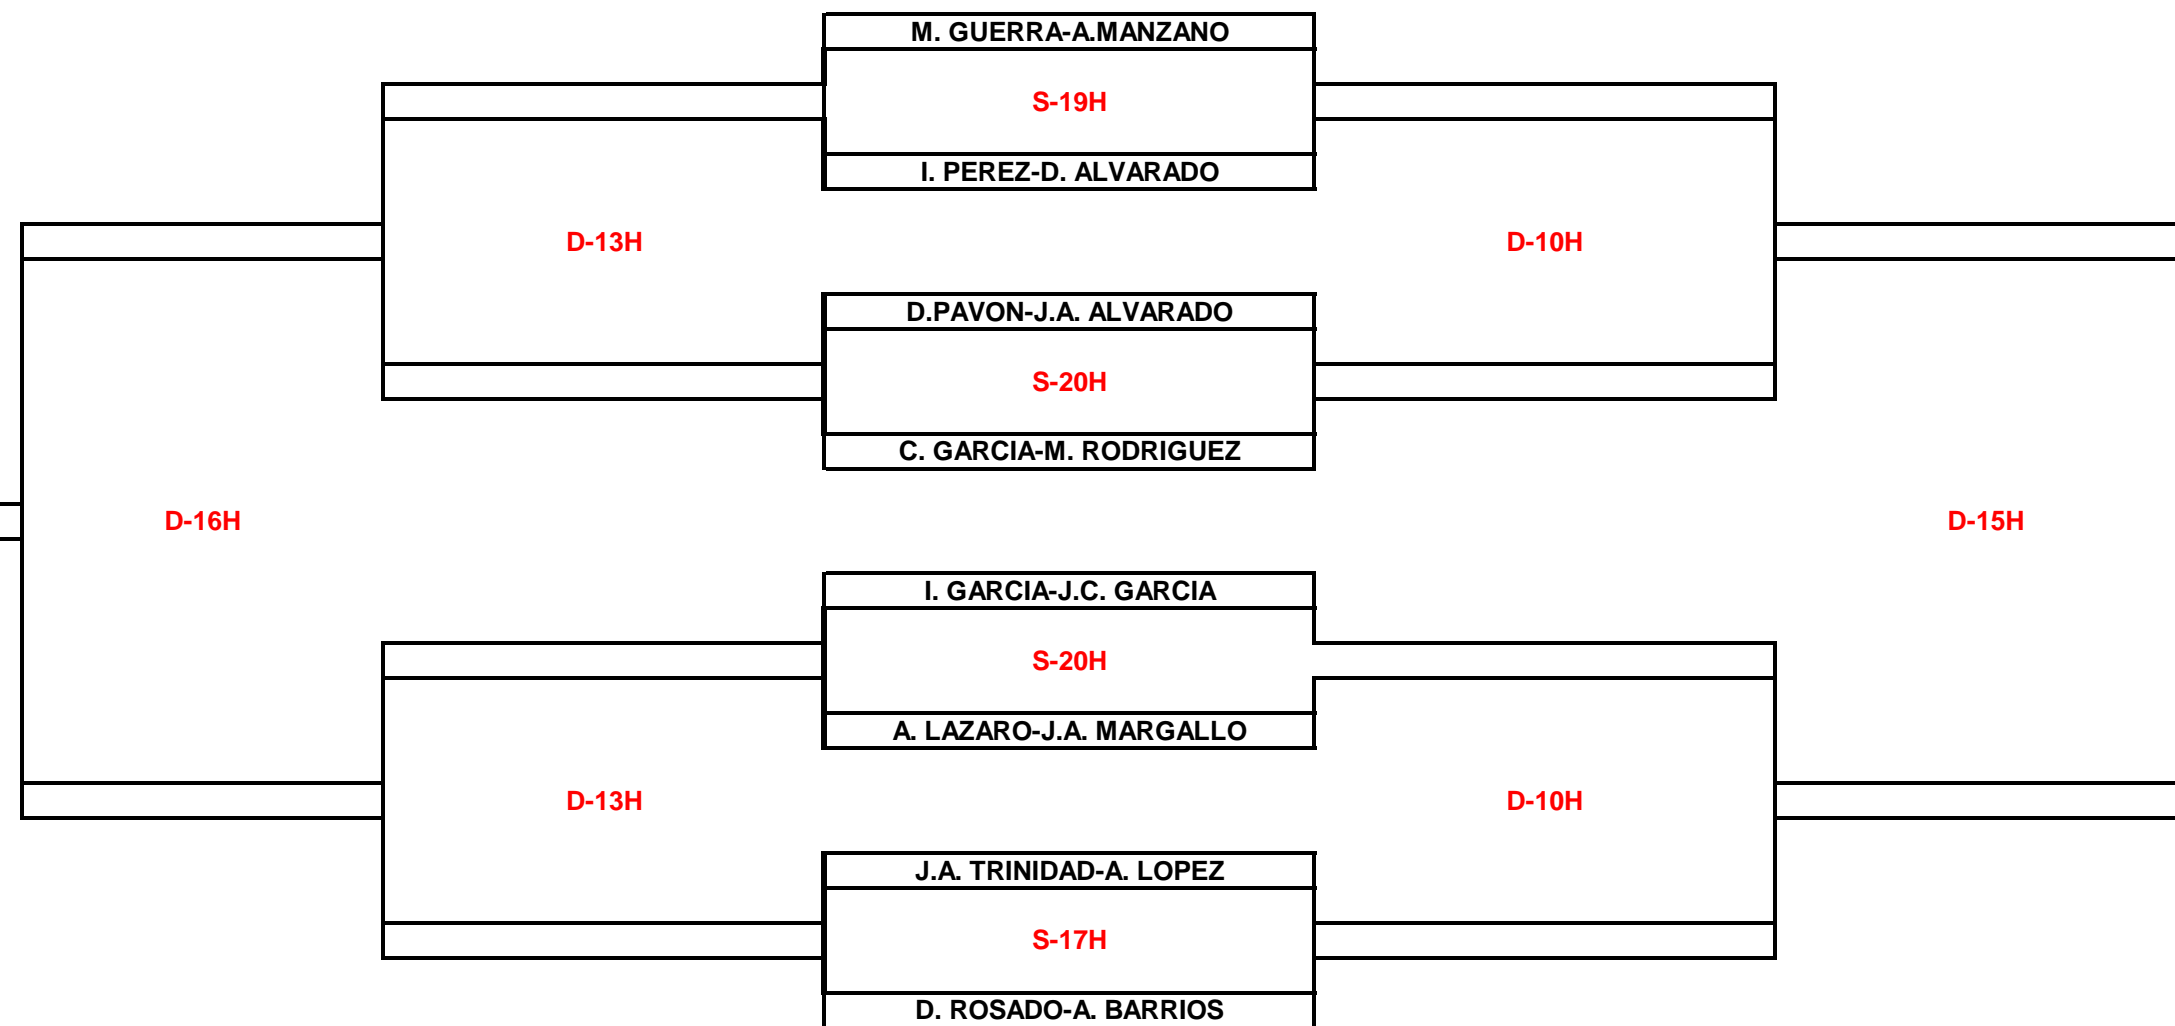 M. GUERRA-A.MANZANO
S-19H
I. PEREZ-D. ALVARADO
D-13H
D-10H
D.PAVON-J.A. ALVARADO
S-20H
C. GARCIA-M. RODRIGUEZ
D-16H
D-15H
I. GARCIA-J.C. GARCIA
S-20H
A. LAZARO-J.A. MARGALLO
D-13H
D-10H
J.A. TRINIDAD-A. LOPEZ
S-17H
D. ROSADO-A. BARRIOS